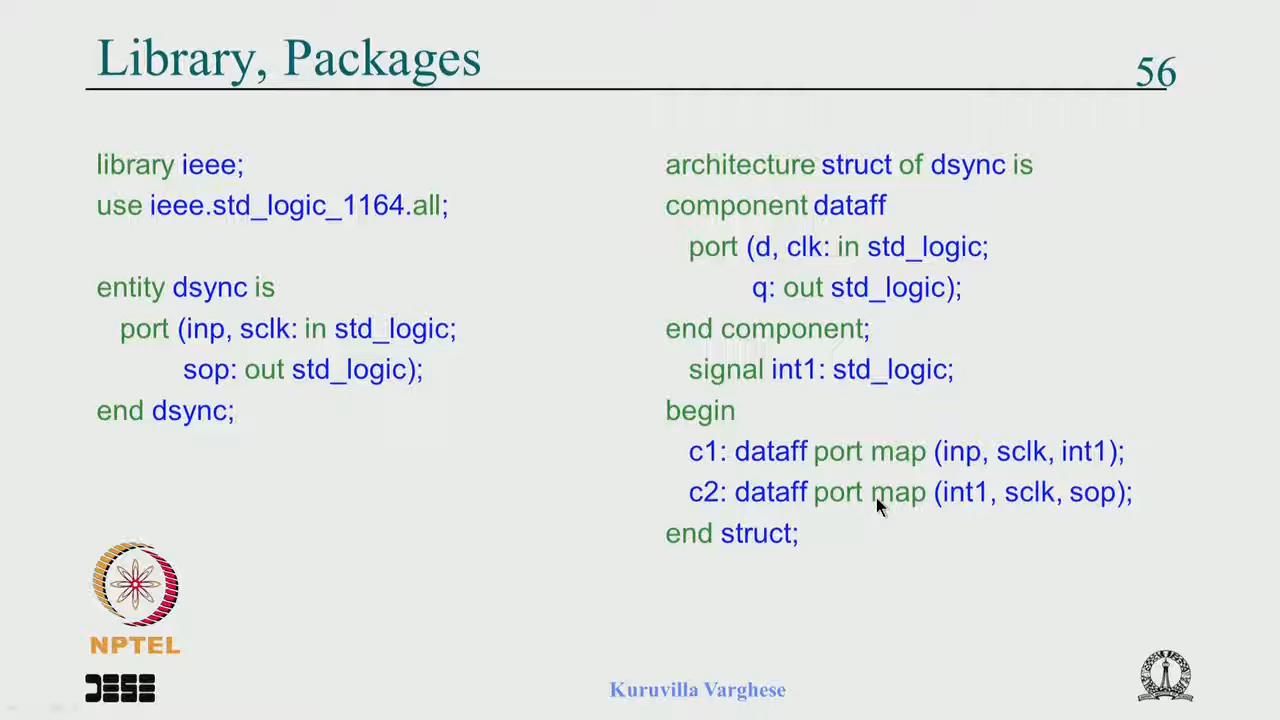 Library, Packages
56
library ieee;
use ieee.std_logic_1164.all;
entity dsync is
port (inp, sclk: in std_logic;
sop: out std_logic);
end dsync;
architecture struct of dsync is
component dataff
port (d, clk: in std_logic;
q: out std_logic);
end component;
signal int1: std_logic;
begin
c1: dataff port map (inp, sclk, int1);
c2: dataff port map (int1, sclk, sop);
end struct;
NPTEL
DESE
Kuruvilla Varghese